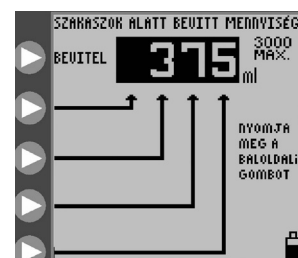 SZAKASZOK ALATT BEVITT MENNYISÉG
BEVITEL 375 ml
3000
MAX.
NYOMJA
MEG A
BALOLDALI
GOMBOT